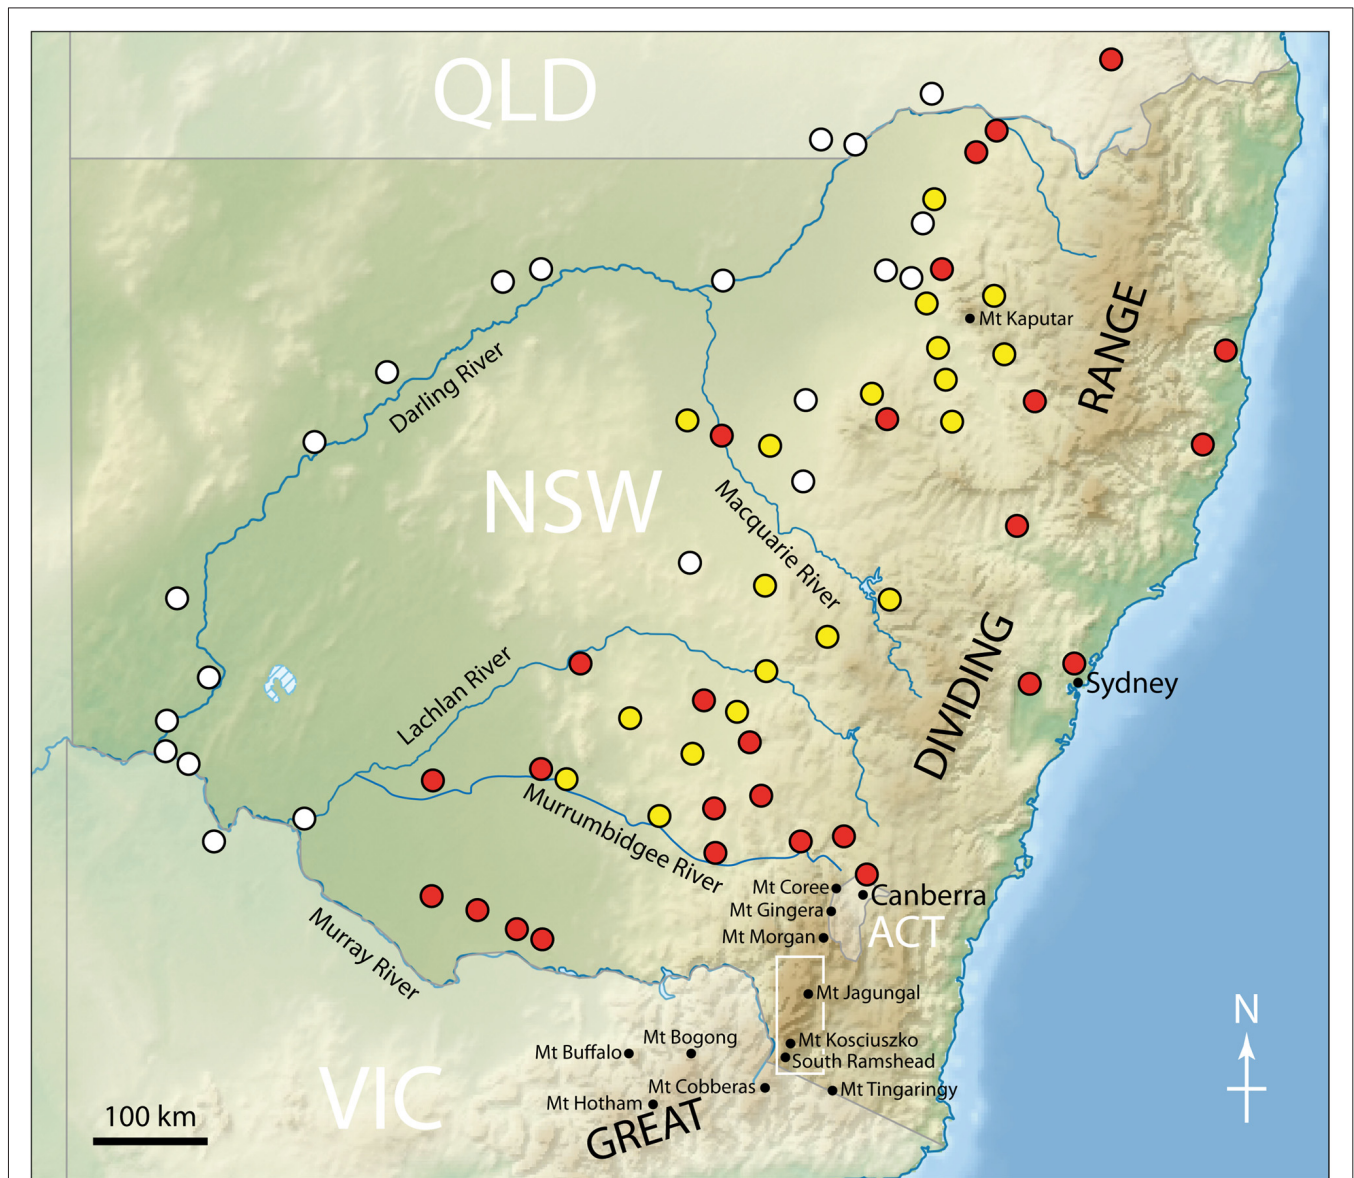 QLD
Mt Kaputar
RANGE
Darling River
NSW
Macquarie River
DIVIDING
Lachlan River
Sydney
Murrumbidgee River
Mt Coree
Canberra
Mt Gingera
ACT
Mt Morgan
Murray River
Mt Jagungal
N
Mt Bogong
Mt Kosciuszko
Mt Buffalo
South Ramshead
VIC
Mt Cobberas
Mt Tingaringy
Mt Hotham
GREAT
100 km